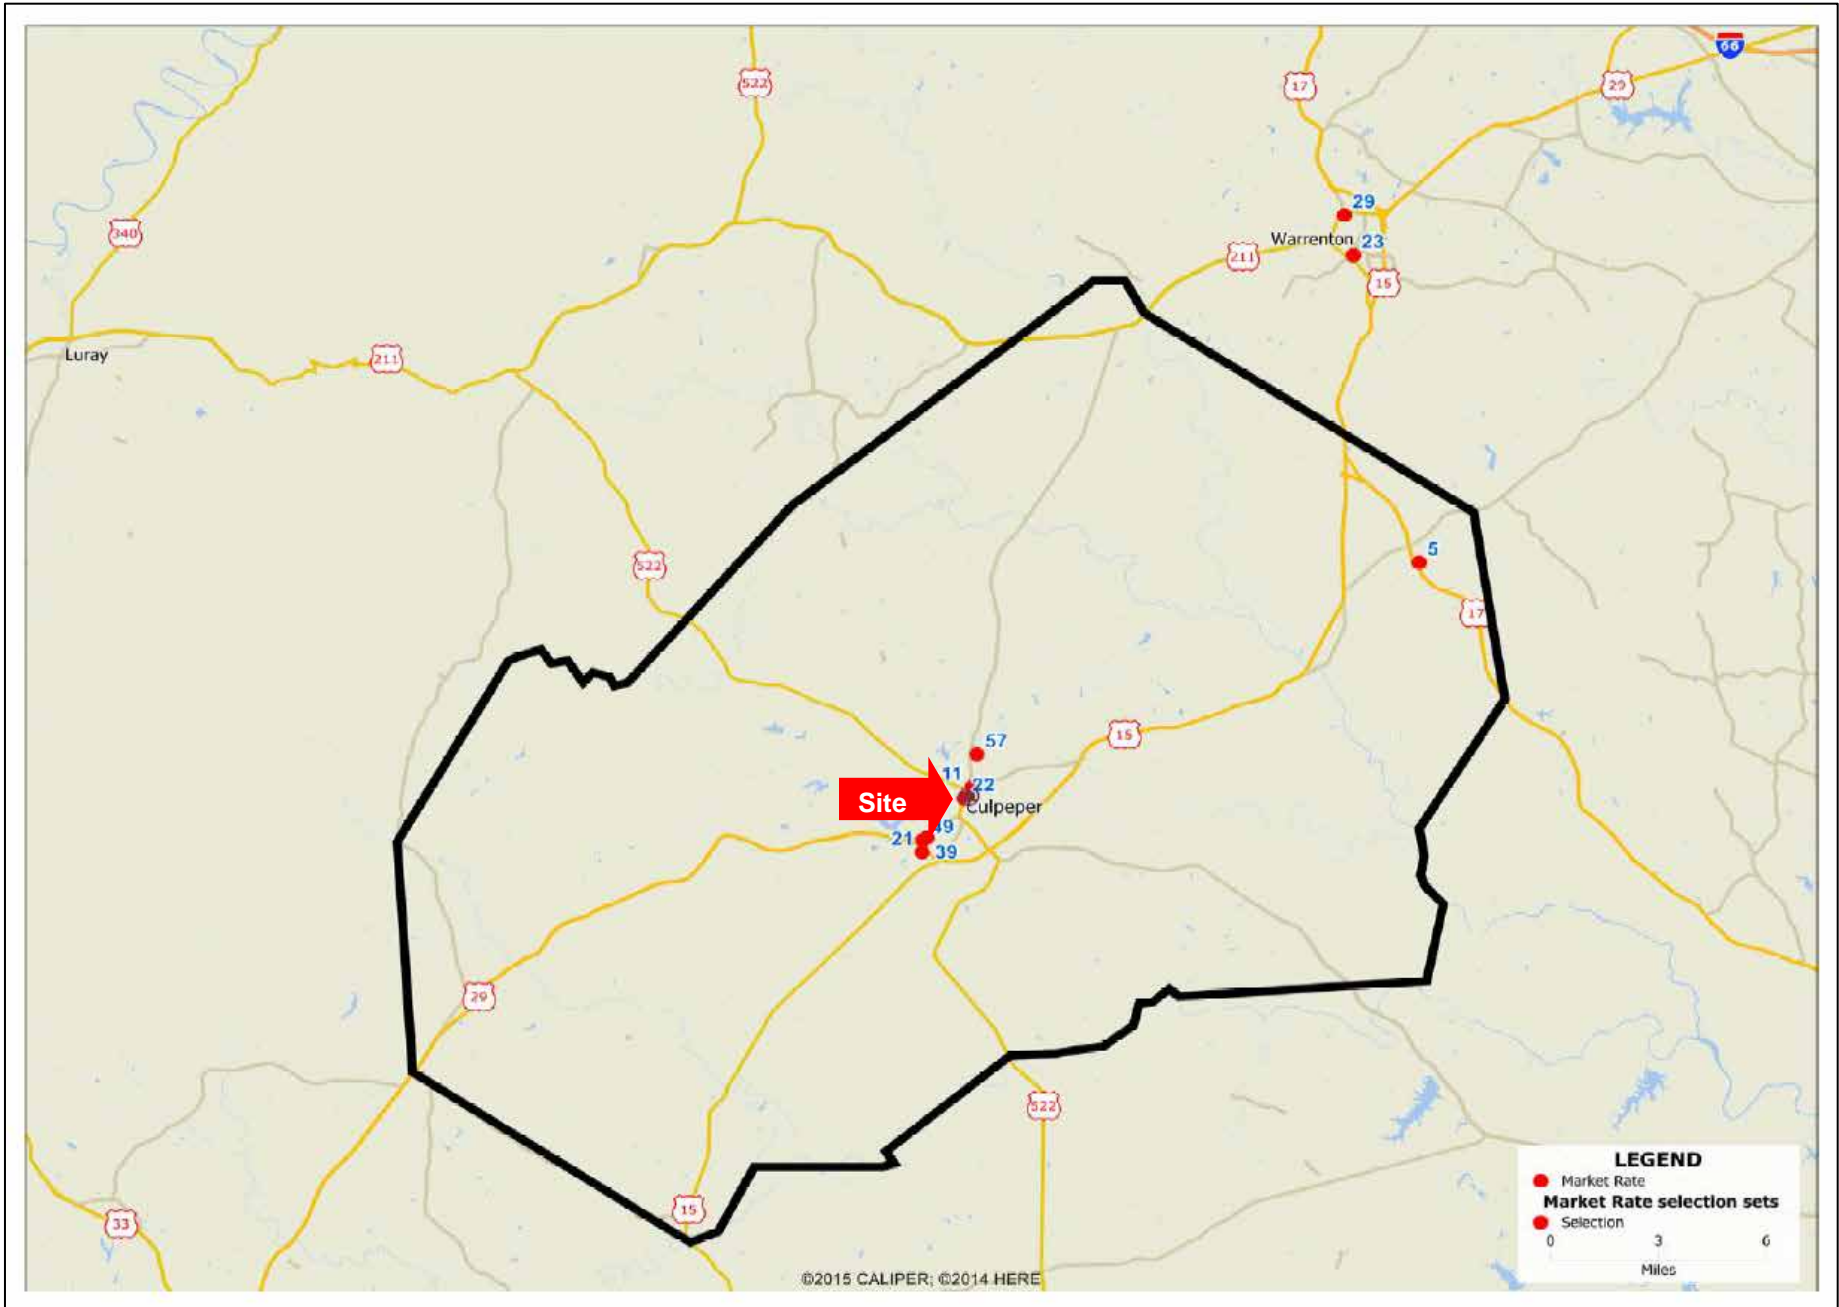 66
522
17
29
29
Warrenton 23
340
211
15
Luray
211
5
522
17
57
15
11
22
Site
Culpeper
49
21
39
29
522
LEGEND
Market Rate
Market Rate selection sets
15
Selection
33
0 3 6
Miles
©2015 CALIPER; ©2014 HERE